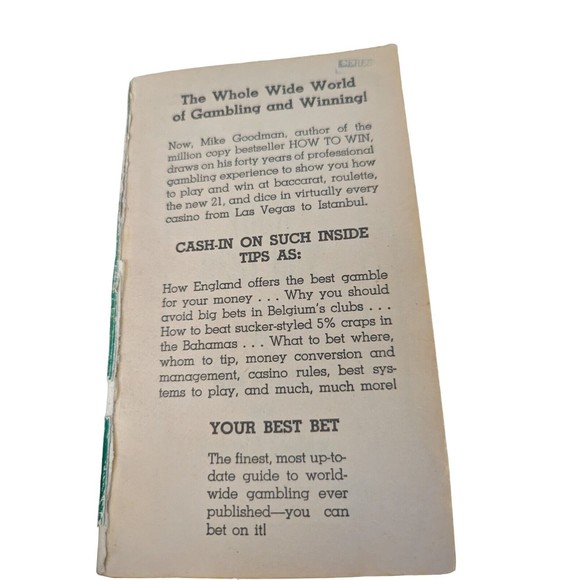 The Whole Wide World
of Gambling and Winning!
Now, Mike Goodman, author of the
million copy bestseller HOW TO WIN,
draws on his forty years of professional
gambling experience to show you how
to play and win at baccarat, roulette,
the new 21, and dice in virtually every
casino from Las Vegas to Istanbul.
CASH-IN ON SUCH INSIDE
TIPS AS:
How England offers the best gamble
for your money . . . Why you should
avoid big bets in Belgium's clubs . . .
How to beat sucker-styled 5% craps in
the Bahamas . . . What to bet where,
whom to tip, money conversion and
management, casino rules, best sys-
tems to play, and much, much more!
YOUR BEST BET
The finest, most up-to-
date guide to world-
wide gambling ever
published—you can
bet on it!